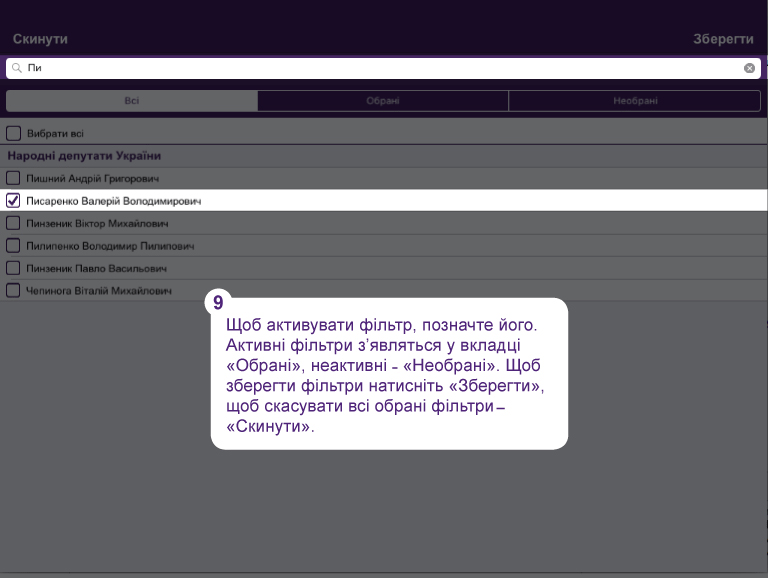 Скинути Зберегти
Пи
Всі Обрані Необрані
Вибрати всі
Народні депутати України
Пишний Андрій Григорович
Писаренко Валерій Володимирович
Пинзеник Віктор Михайлович
Пилипенко Володимир Пилипович
Пинзеник Павло Васильович
Чепинога Віталій Михайлович
9
Щоб активувати фільтр, позначте його.
Активні фільтри з’являться у вкладці
«Обрані», неактивні - «Необрані». Щоб
зберегти фільтри натисніть «Зберегти»,
щоб скасувати всі обрані фільтри–
«Скинути».